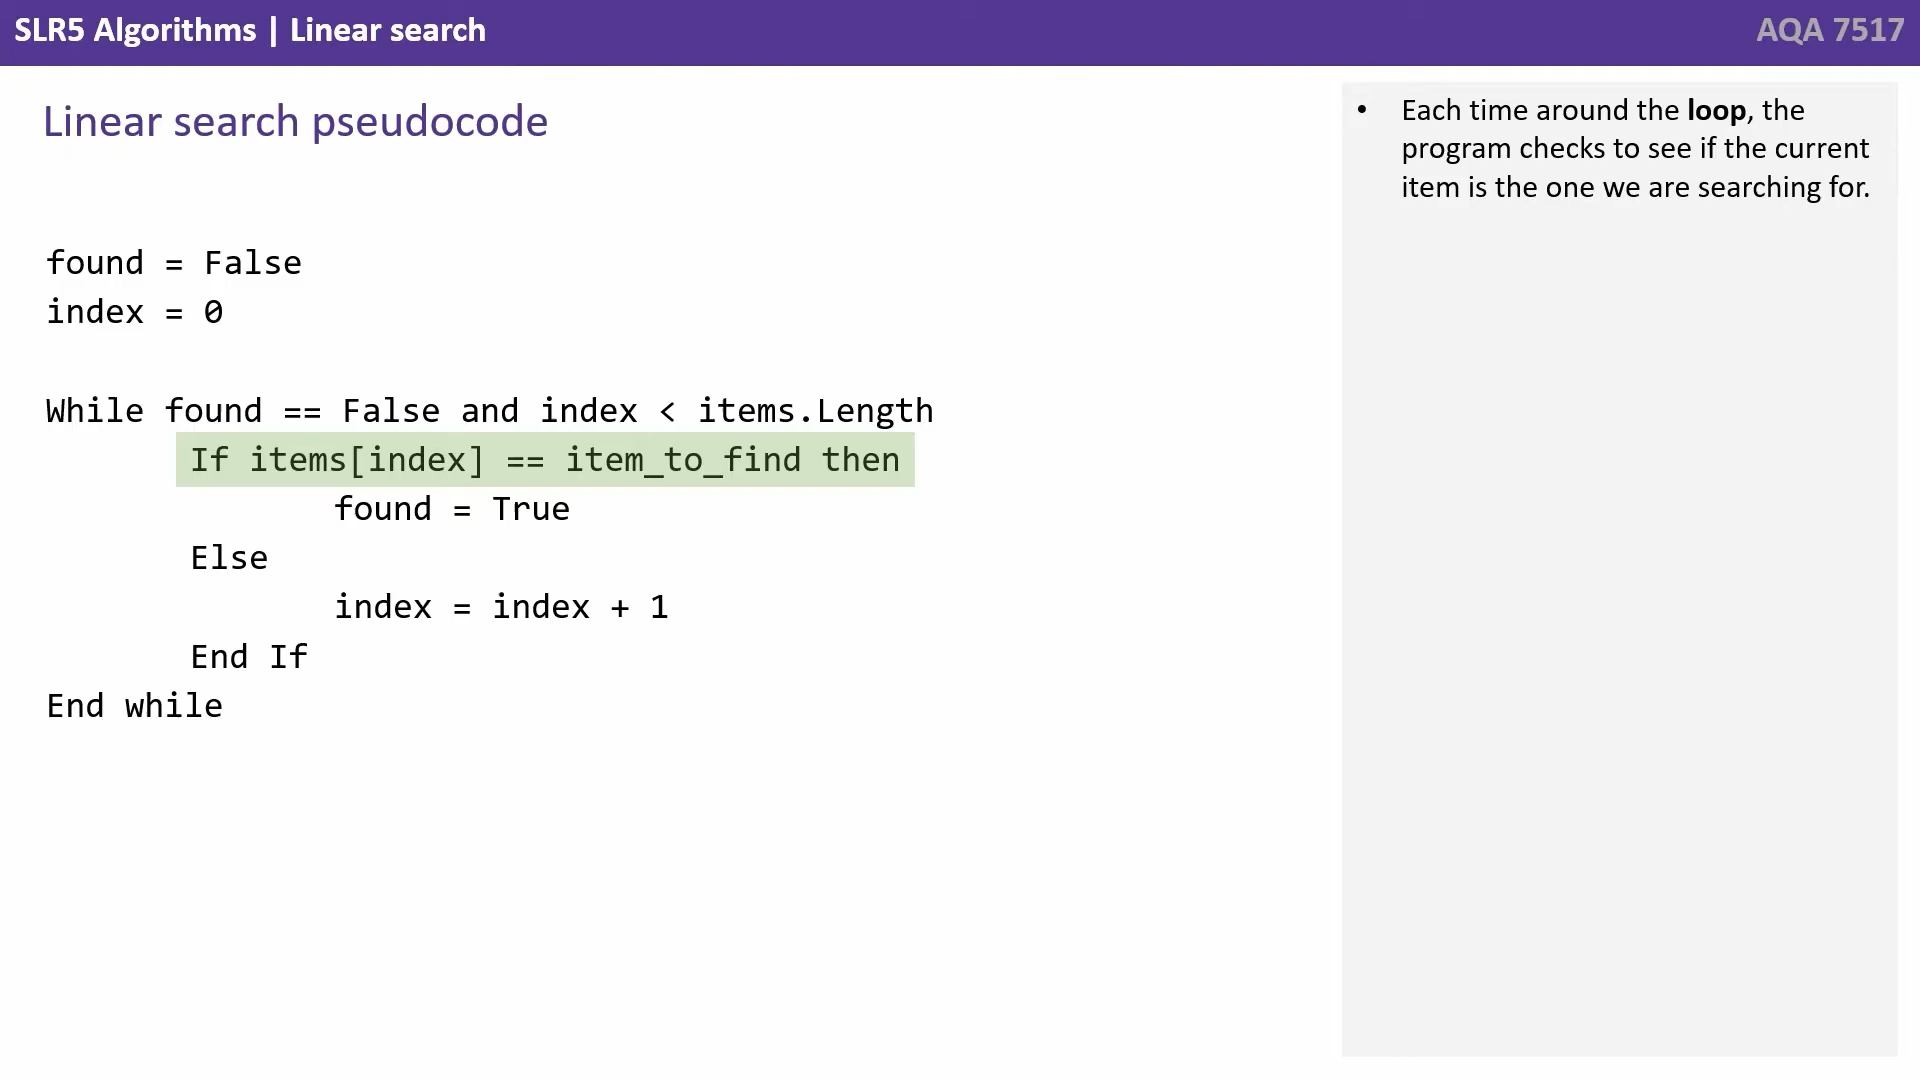 SLR5 Algorithms | Linear search
AQA 7517
Linear search pseudocode
found = False
index = 0
While found == False and index < items.Length
If items[index] == item_to_find then
found = True
Else
index = index + 1
End If
End while
• Each time around the loop, the
program checks to see if the current
item is the one we are searching for.